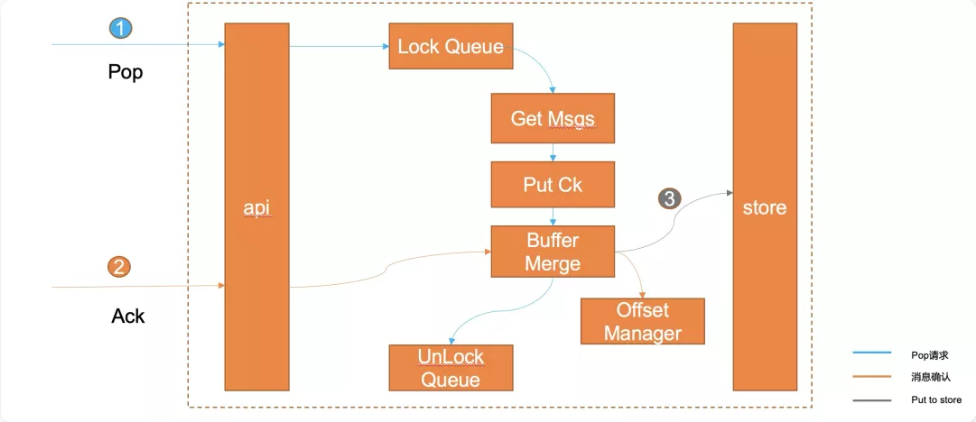 1
Pop
Lock Queue
Get Msgs
Put Ck
api
3
store
Buffer
Merge
2
Ack
Offset
Manager
UnLock
Queue
Pop请求
消息确认
Put to store